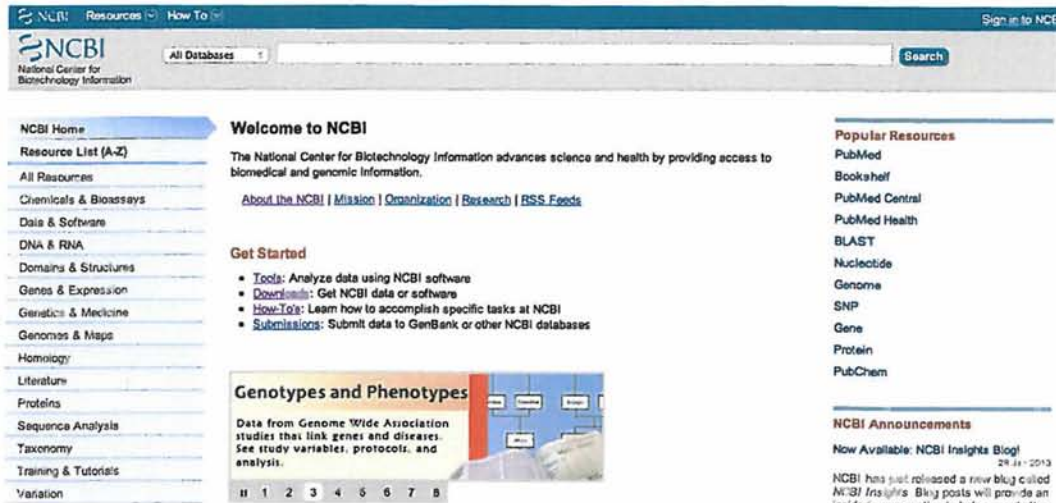 NCBI Resources How To
Sign in to NCB
NCBI
National Center for
Biotechnology Information
All Databases
Search
NCBI Home
Resource List (A-Z)
All Resources
Chemicals & Bioassays
Data & Software
DNA & RNA
Domains & Structures
Genes & Expression
Genetics & Medicine
Genomes & Maps
Homology
Literature
Proteins
Sequence Analysis
Taxonomy
Training & Tutorials
Variation
Welcome to NCBI
The National Center for Biotechnology Information advances science and health by providing access to
biomedical and genomic information.
About the NCBI | Mission | Organization | Research | RSS Feeds
Get Started
• Tools: Analyze data using NCBI software
• Downloads: Get NCBI data or software
• How-To's: Learn how to accomplish specific tasks at NCBI
• Submissions: Submit data to GenBank or other NCBI databases
Genotypes and Phenotypes
Data from Genome Wide Association
studies that link genes and diseases.
See study variables, protocols, and
analysis.
1 2 3 4 5 6 7 8
Popular Resources
PubMed
Bookshelf
PubMed Central
PubMed Health
BLAST
Nucleotide
Genome
SNP
Gene
Protein
PubChem
NCBI Announcements
Now Available: NCBI Insights Blog!
2013
NCBI has just released a new blog called
NCBI Insights. Blog posts will provide an